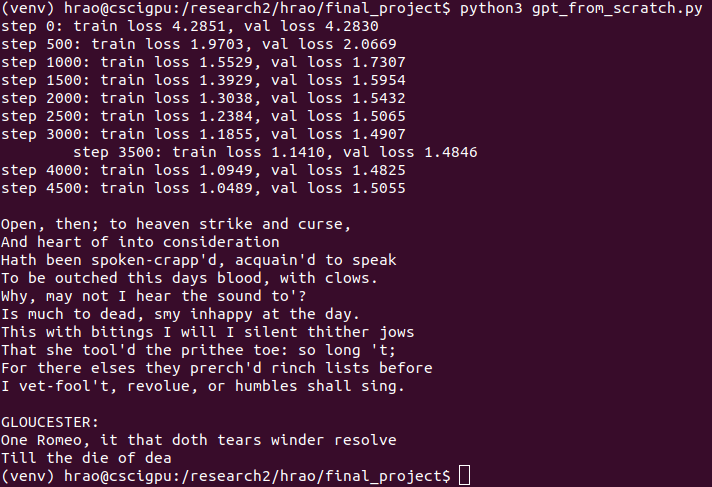 (venv) hrao@cscigpu:/research2/hrao/final_project$ python3 gpt_from_scratch.py
step 0: train loss 4.2851, val loss 4.2830
step 500: train loss 1.9703, val loss 2.0669
step 1000: train loss 1.5529, val loss 1.7307
step 1500: train loss 1.3929, val loss 1.5954
step 2000: train loss 1.3038, val loss 1.5432
step 2500: train loss 1.2384, val loss 1.5065
step 3000: train loss 1.1855, val loss 1.4907
        step 3500: train loss 1.1410, val loss 1.4846
step 4000: train loss 1.0949, val loss 1.4825
step 4500: train loss 1.0489, val loss 1.5055

Open, then; to heaven strike and curse,
And heart of into consideration
Hath been spoken-crapp'd, acquain'd to speak
To be outched this days blood, with clows.
Why, may not I hear the sound to'?
Is much to dead, smy inhappy at the day.
This with bitings I will I silent thither jows
That she tool'd the prithee toe: so long 't;
For there elses they prerch'd rinch lists before
I vet-fool't, revolue, or humbles shall sing.

GLOUCESTER:
One Romeo, it that doth tears winder resolve
Till the die of dea
(venv) hrao@cscigpu:/research2/hrao/final_project$